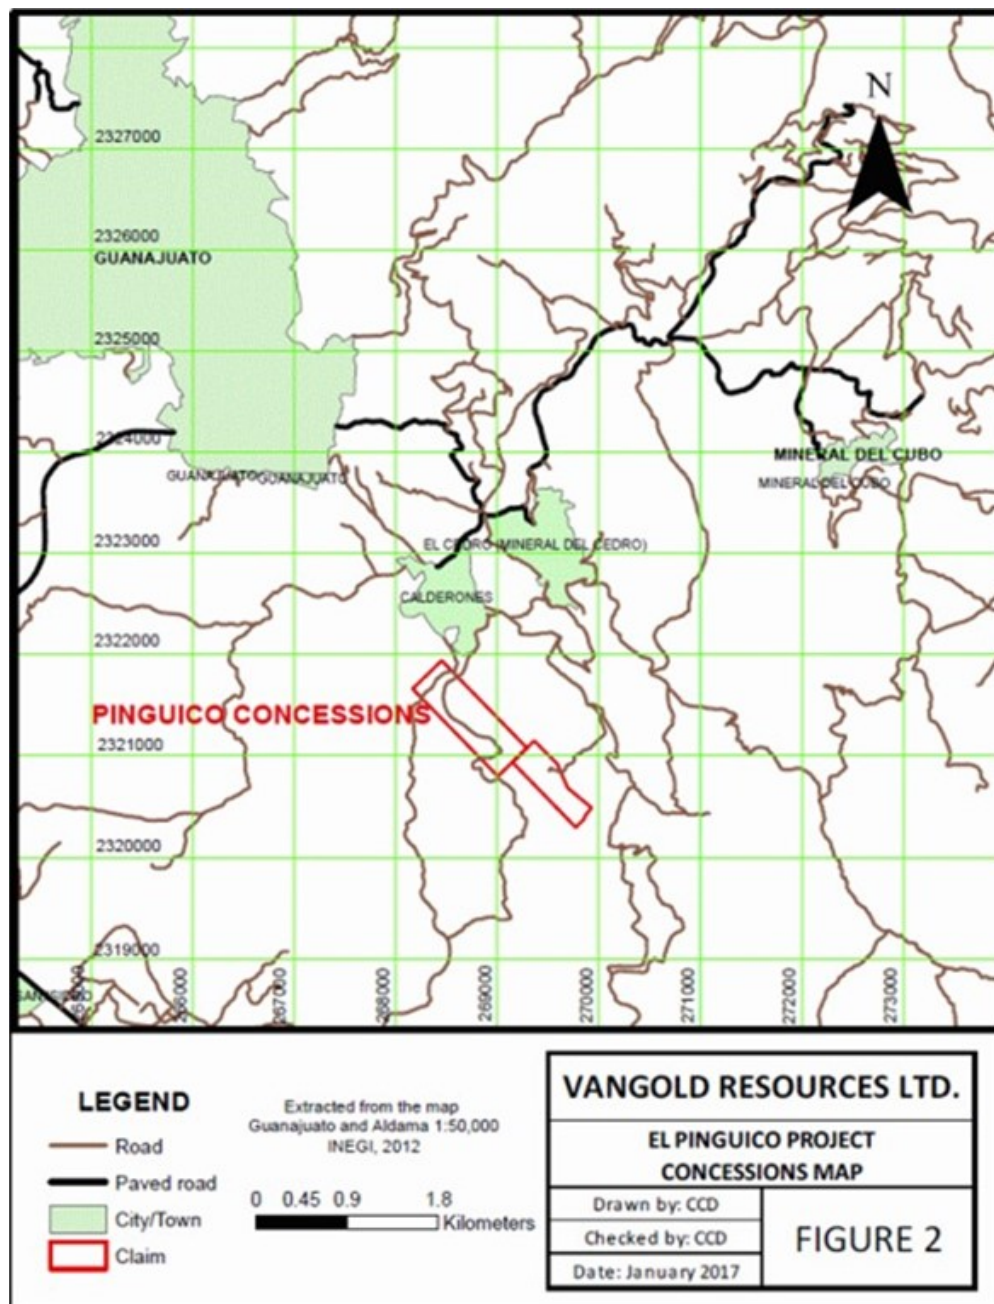 N
2327000
2326000
GUANAJUATO
2325000
2324000
MINERAL DEL CUBO
GUANAJUATO
GUANAJUATO
MINERAL DEL CUBO
2323000
EL CEDRO (MINERAL DEL CEDRO)
CALDERONES
2322000
PINGUICO CONCESSIONS
2321000
2320000
2319000
266000
267000
268000
269000
270000
271000
272000
273000
LEGEND
Road
Paved road
City/Town
Claim
Extracted from the map
Guanajuato and Aldama 1:50,000
INEGI, 2012
0 0.45 0.9 1.8
Kilometers
VANGOLD RESOURCES LTD.
EL PINGUICO PROJECT
CONCESSIONS MAP
Drawn by: CCD
Checked by: CCD
Date: January 2017
FIGURE 2